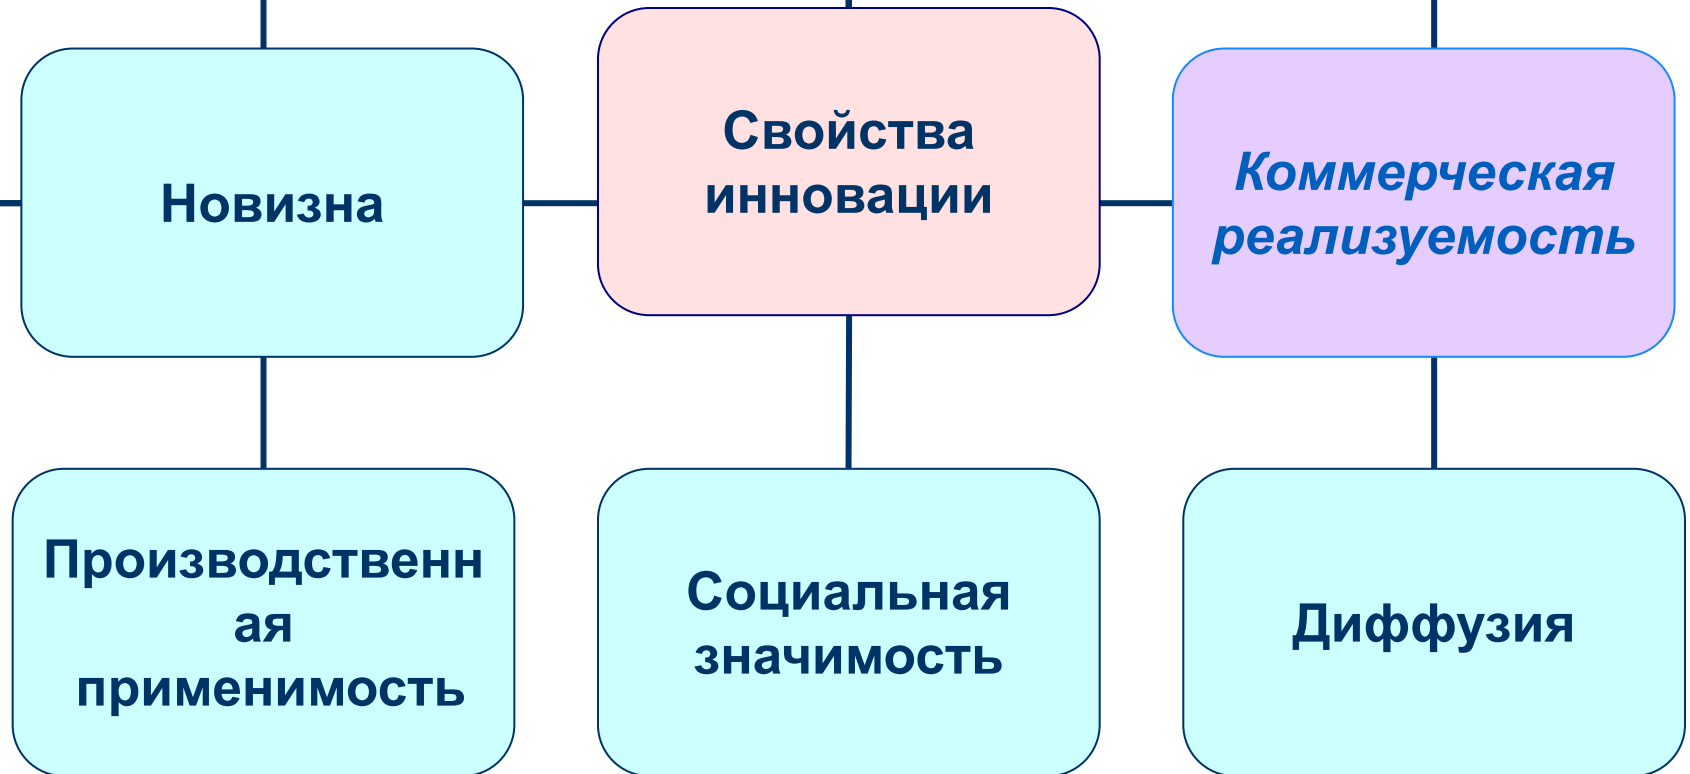 Новизна
Свойства
инновации
Коммерческая
реализуемость
Производственн
ая
применимость
Социальная
значимость
Диффузия